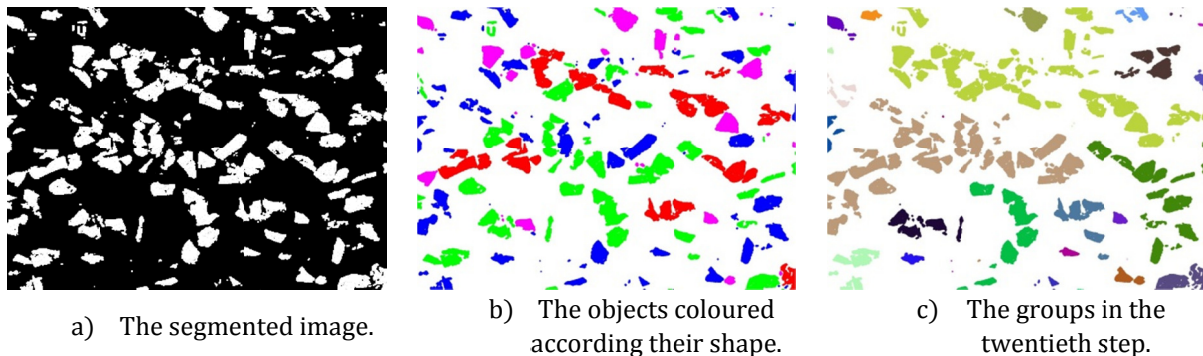 a) The segmented image.
b) The objects coloured
according their shape.
c) The groups in the
twentieth step.